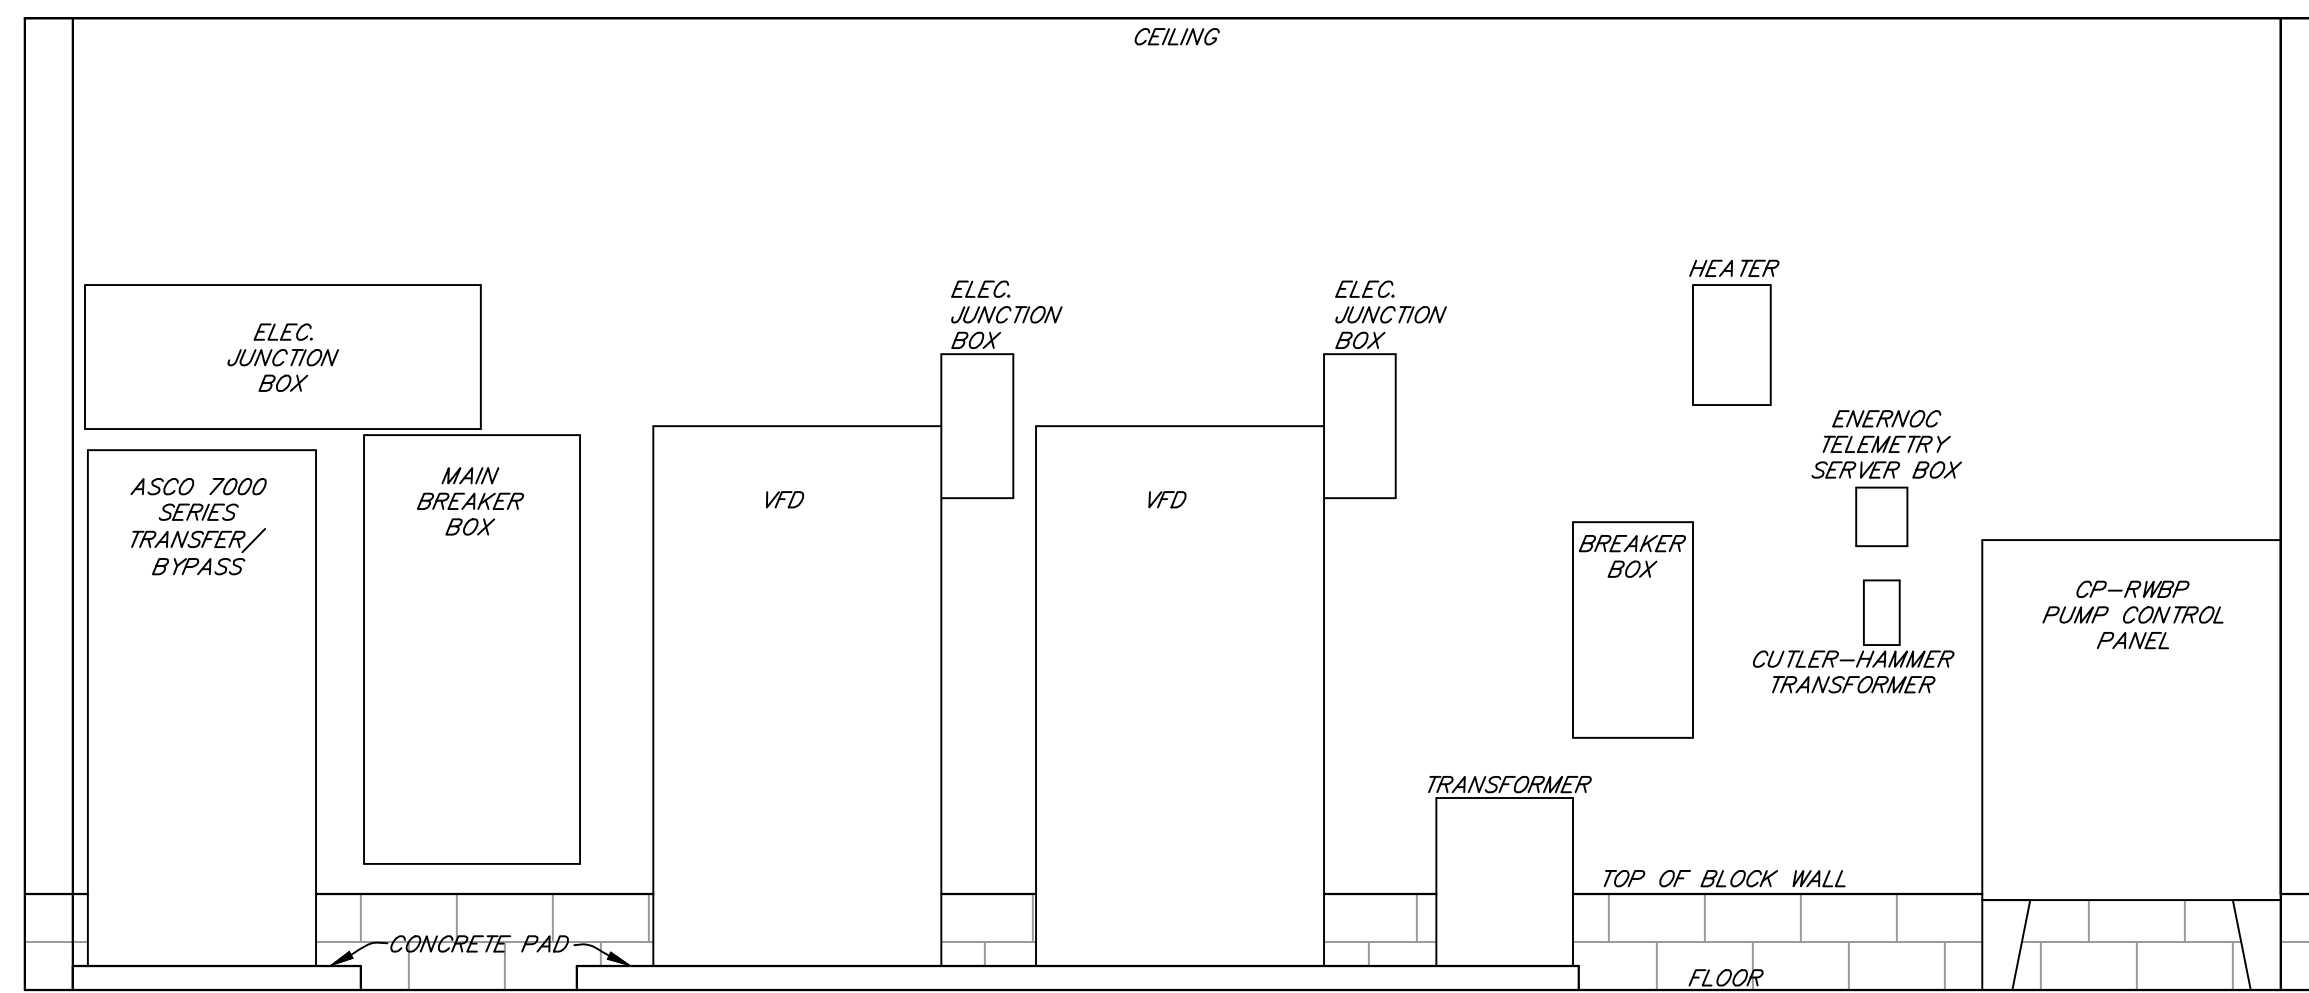 CEILING
ELEC.
JUNCTION
BOX
ASCO 7000
SERIES
TRANSFER/
BYPASS
MAIN
BREAKER
BOX
VFD
ELEC.
JUNCTION
BOX
VFD
ELEC.
JUNCTION
BOX
HEATER
ENERNOC
TELEMETRY
SERVER BOX
BREAKER
BOX
CUTLER-HAMMER
TRANSFORMER
CP-RWBP
PUMP CONTROL
PANEL
TRANSFORMER
TOP OF BLOCK WALL
CONCRETE PAD
FLOOR